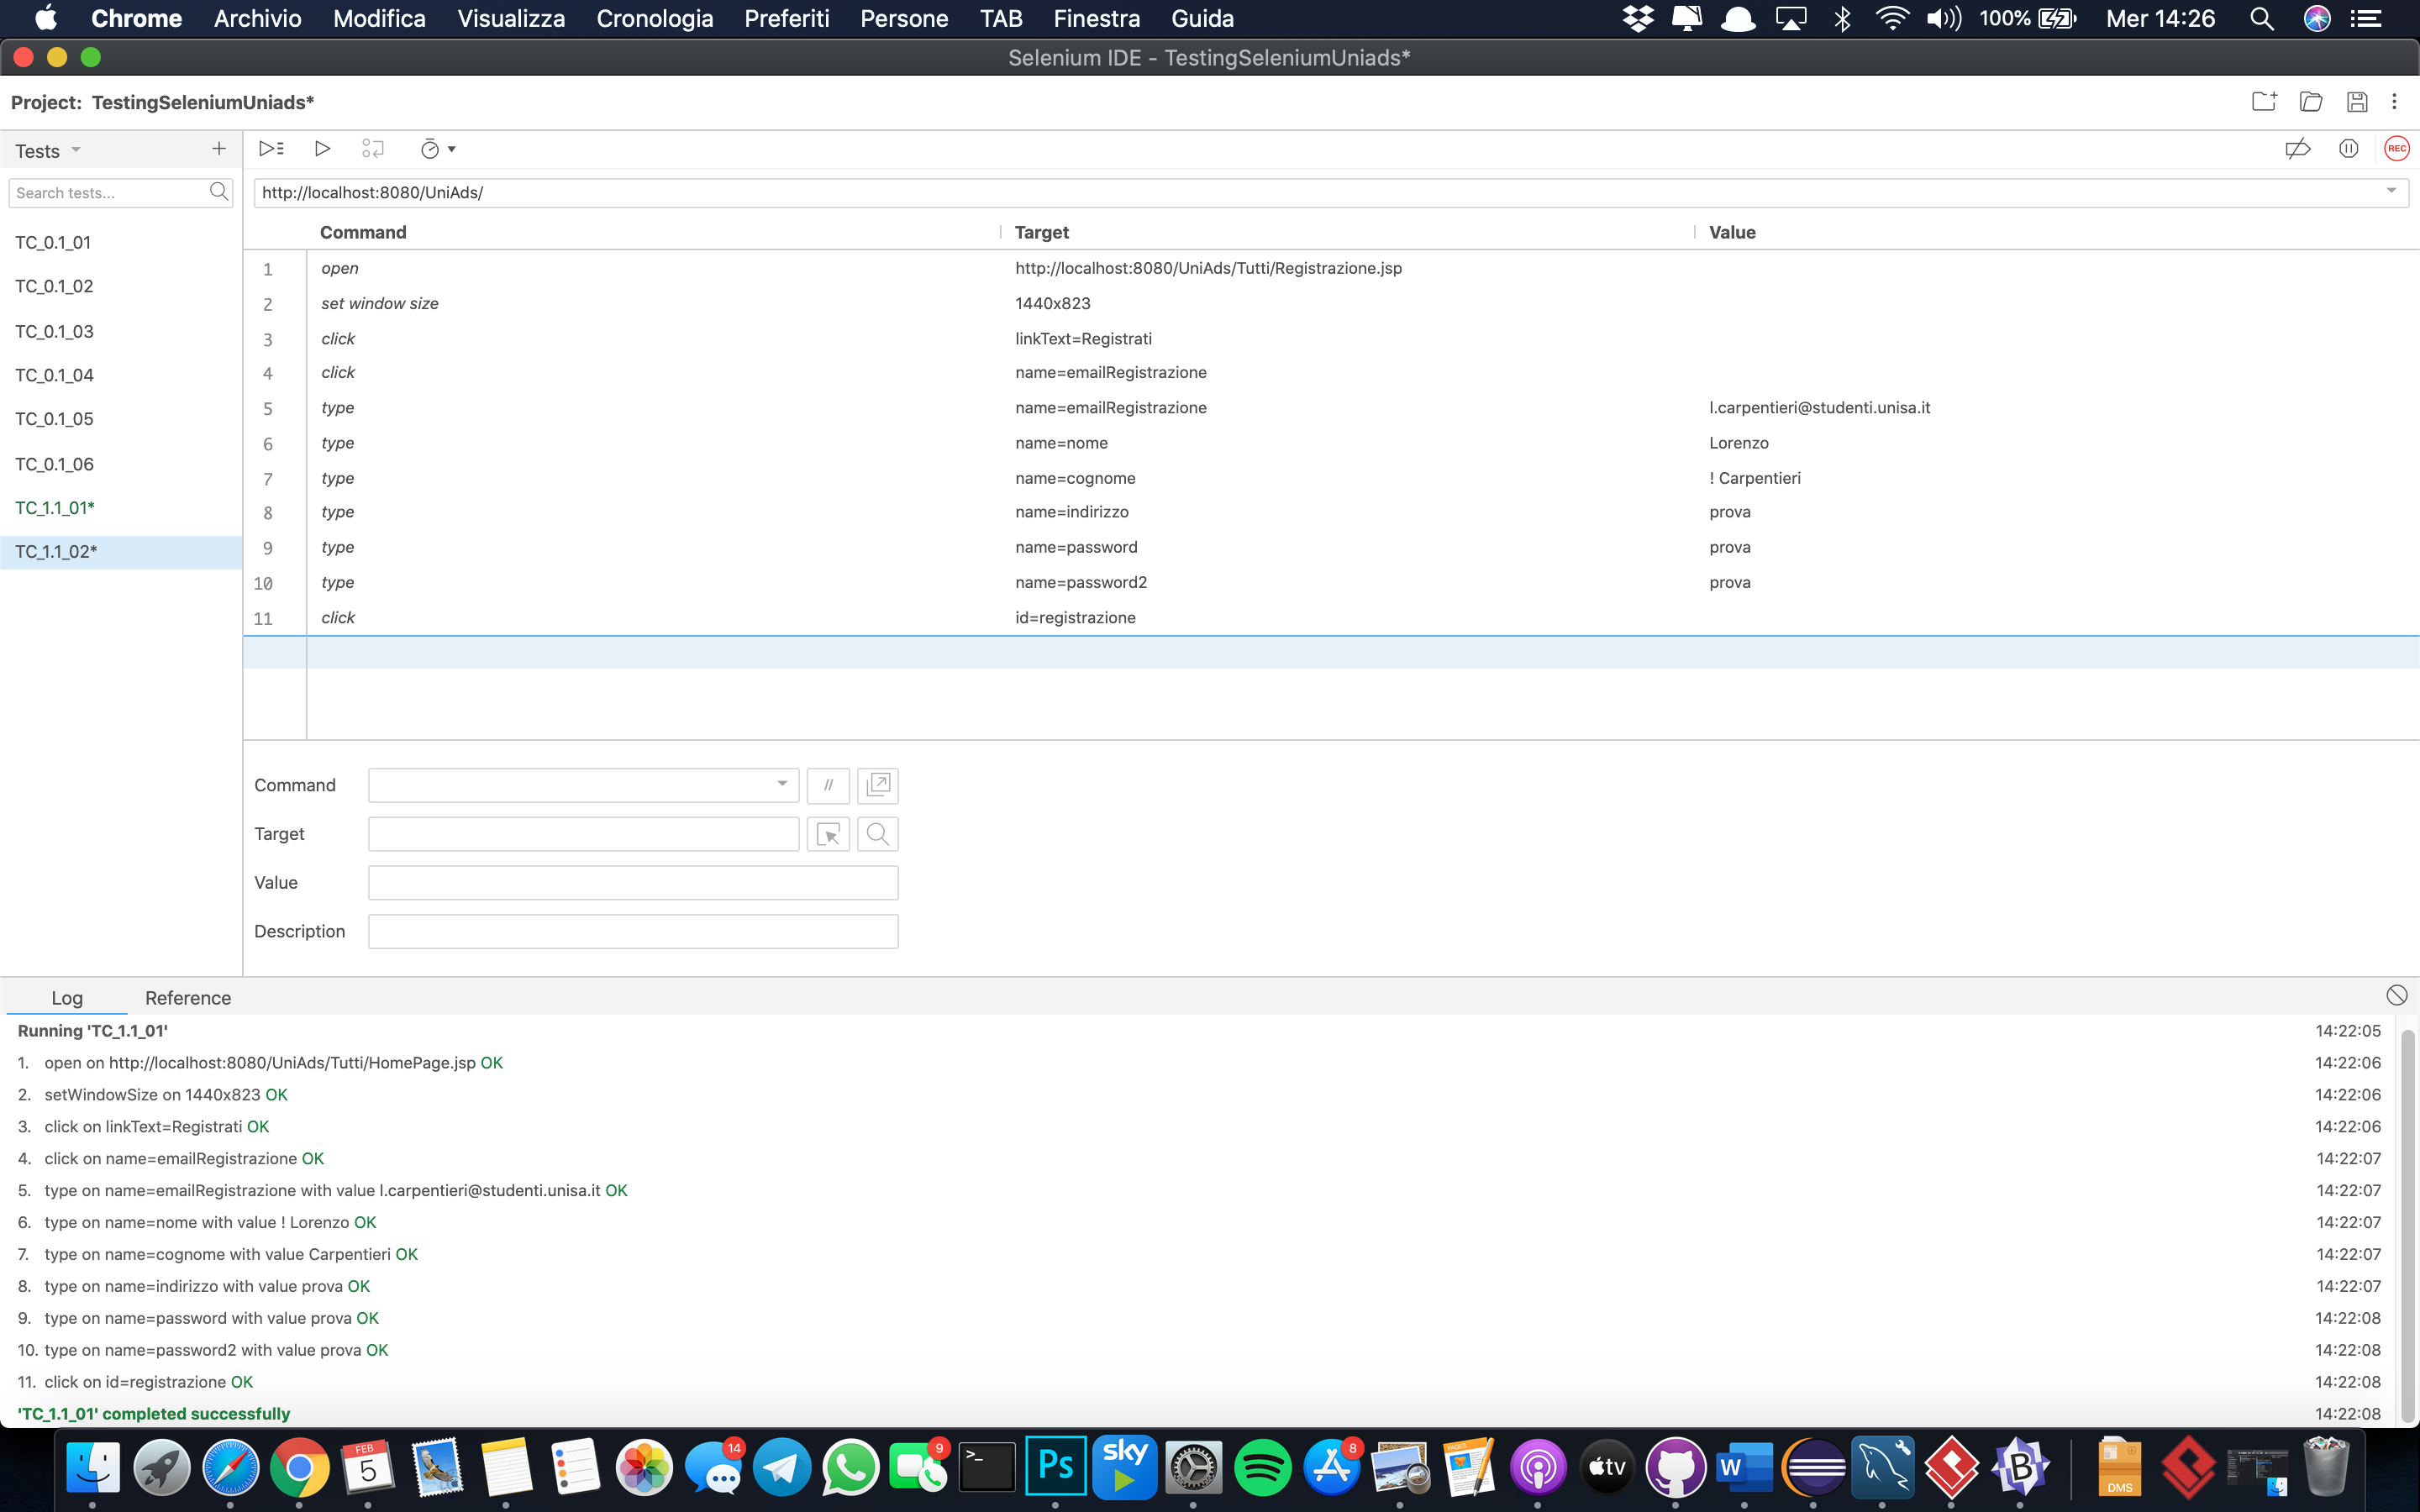 Chrome Archivio Modifica Visualizza Cronologia Preferiti Persone TAB Finestra Guida 100% Mer 14:26
Selenium IDE - TestingSeleniumUniads*
Project: TestingSeleniumUniads*
Tests
REC
Search tests...
http://localhost:8080/UniAds/
Command Target Value
TC_0.1_01
TC_0.1_02
TC_0.1_03
TC_0.1_04
TC_0.1_05
TC_0.1_06
TC_1.1_01*
TC_1.1_02*
1 open http://localhost:8080/UniAds/Tutti/Registrazione.jsp
2 set window size 1440x823
3 click linkText=Registrati
4 click name=emailRegistrazione
5 type name=emailRegistrazione l.carpentieri@studenti.unisa.it
6 type name=nome Lorenzo
7 type name=cognome ! Carpentieri
8 type name=indirizzo prova
9 type name=password prova
10 type name=password2 prova
11 click id=registrazione
Command //
Target
Value
Description
Log Reference
Running 'TC_1.1_01' 14:22:05
1. open on http://localhost:8080/UniAds/Tutti/HomePage.jsp OK 14:22:06
2. setWindowSize on 1440x823 OK 14:22:06
3. click on linkText=Registrati OK 14:22:06
4. click on name=emailRegistrazione OK 14:22:07
5. type on name=emailRegistrazione with value l.carpentieri@studenti.unisa.it OK 14:22:07
6. type on name=nome with value ! Lorenzo OK 14:22:07
7. type on name=cognome with value Carpentieri OK 14:22:07
8. type on name=indirizzo with value prova OK 14:22:07
9. type on name=password with value prova OK 14:22:08
10. type on name=password2 with value prova OK 14:22:08
11. click on id=registrazione OK 14:22:08
'TC_1.1_01' completed successfully 14:22:08
FEB 5 14 9 >_ Ps sky 8 PAGES tv W B DMS